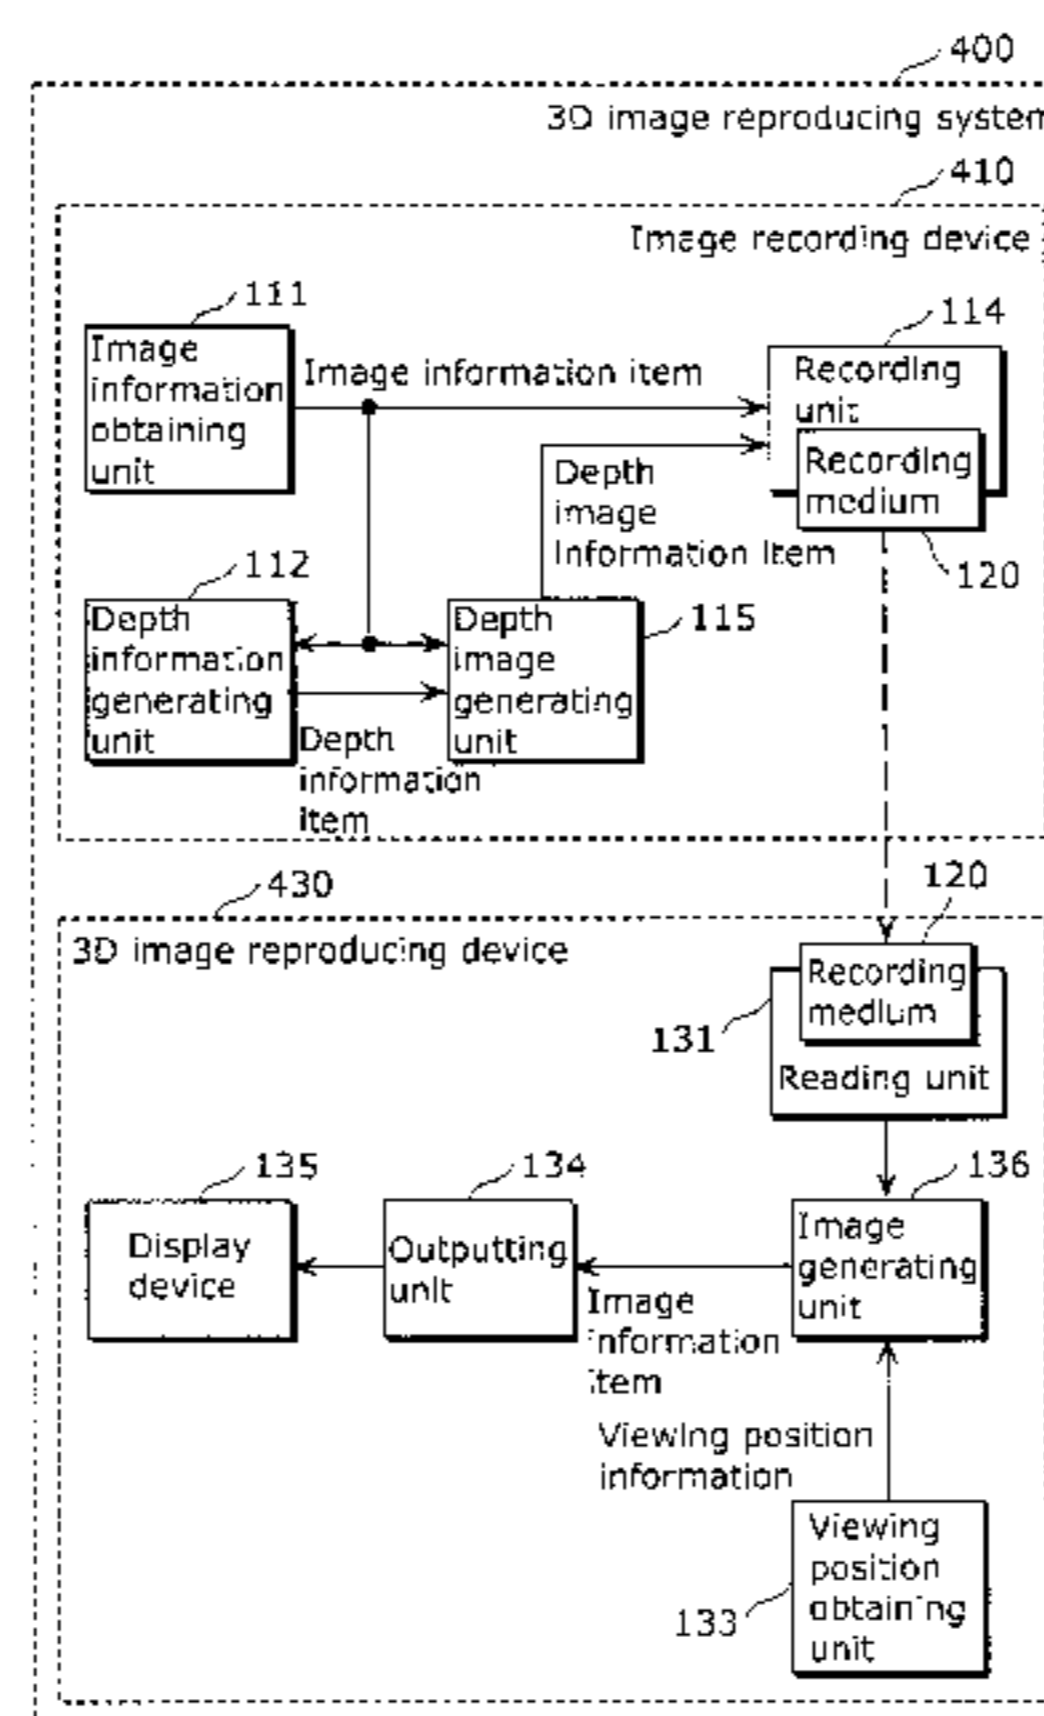 400
3D image reproducing system
410
Image recording device
111
Image
information
obtaining
unit
Image information item
114
Recording
unit
Recording
medium
120
Depth
image
Information Item
112
Depth
information
generating
unit
Depth
image
generating
unit
115
Depth
information
item
430
3D image reproducing device
120
Recording
medium
131
Reading unit
135
Display
device
134
Outputting
unit
136
Image
generating
unit
Image
information
item
Viewing position
information
Viewing
position
obtaining
unit
133